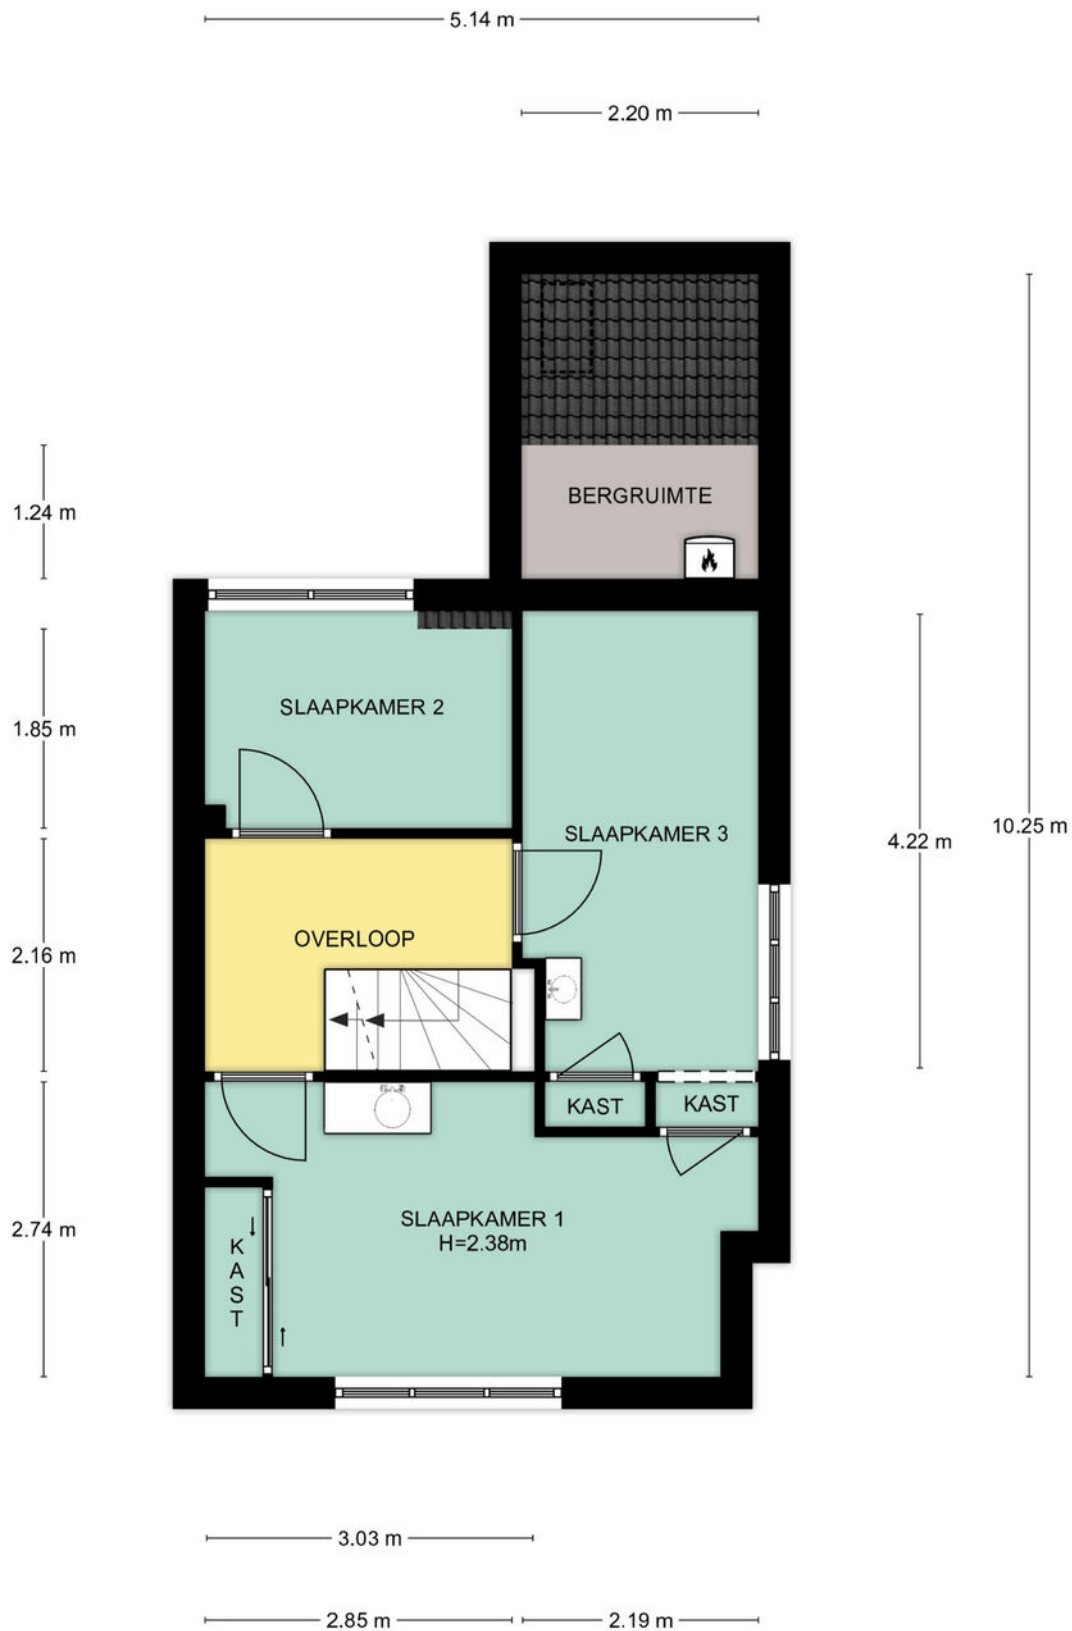 5.14 m
2.20 m
BERGRUIMTE
1.24 m
SLAAPKAMER 2
1.85 m
SLAAPKAMER 3
10.25 m
4.22 m
OVERLOOP
2.16 m
KAST
KAST
SLAAPKAMER 1
H=2.38m
2.74 m
KAST
3.03 m
2.85 m
2.19 m